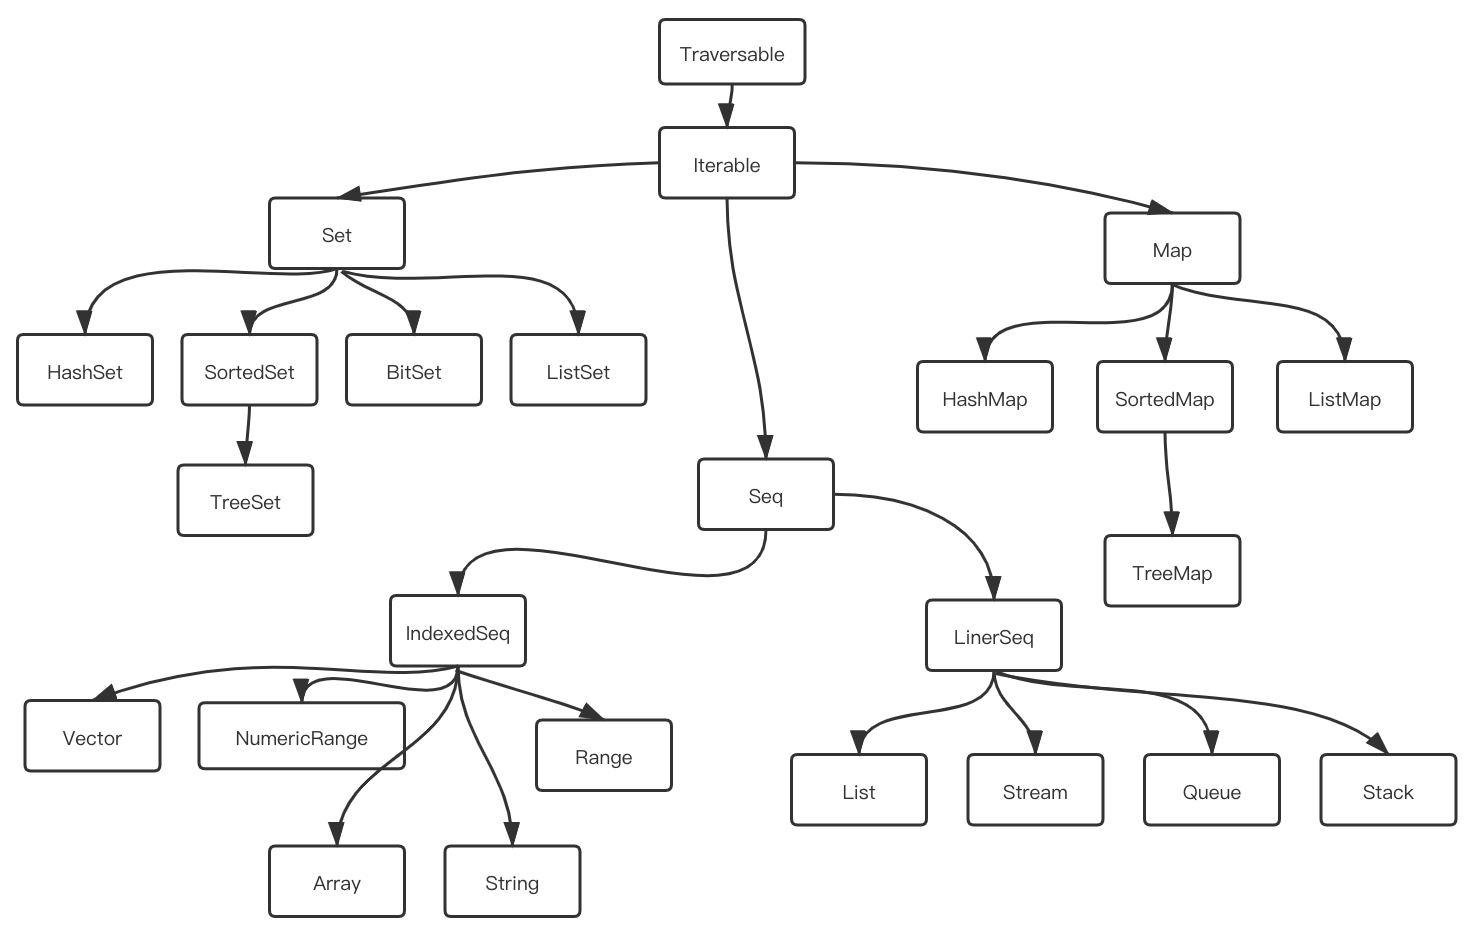 Traversable
Iterable
Set
Map
HashSet
SortedSet
BitSet
ListSet
HashMap
SortedMap
ListMap
TreeSet
Seq
TreeMap
IndexedSeq
LinerSeq
Vector
NumericRange
Range
List
Stream
Queue
Stack
Array
String